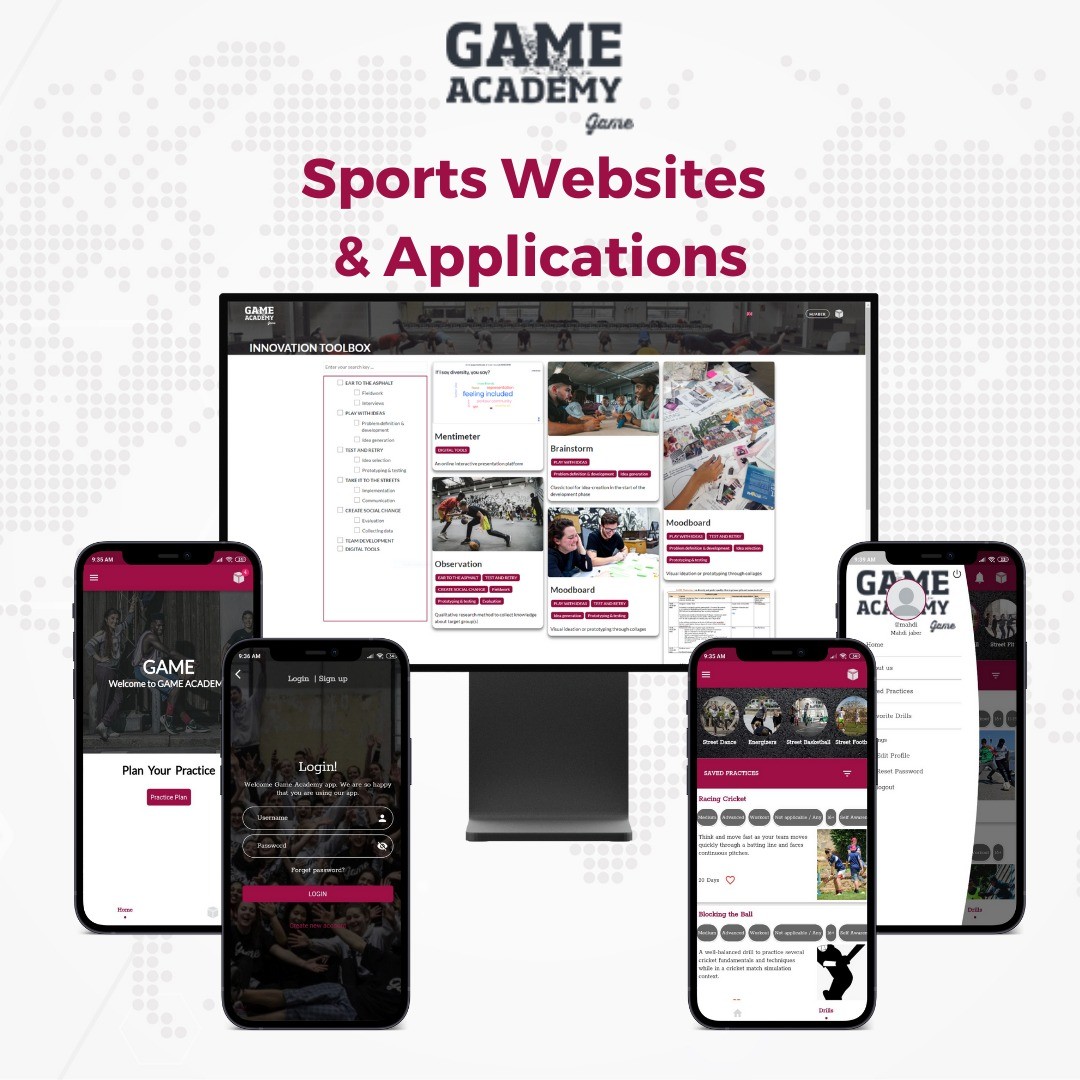 GAME
ACADEMY
Game
Sports Websites
& Applications
GAME
ACADEMY
MEMBER
INNOVATION TOOLBOX
Enter your search key ...
EAR TO THE ASPHALT
Fieldwork
Interviews
PLAY WITH IDEAS
Problem definition &
development
Idea generation
TEST AND RETRY
Idea selection
Prototyping & testing
TAKE IT TO THE STREETS
Implementation
Communication
CREATE SOCIAL CHANGE
Evaluation
Collecting data
TEAM DEVELOPMENT
DIGITAL TOOLS
If I say diversity, you say?
feeling included
Mentimeter
DIGITAL TOOLS
An online interactive presentation platform
Observation
EAR TO THE ASPHALT TEST AND RETRY
CREATE SOCIAL CHANGE Fieldwork
Prototyping & testing Evaluation
Qualitative research method to collect knowledge
about target group(s)
Brainstorm
PLAY WITH IDEAS
Problem definition & development Idea generation
Classic tool for idea-creation in the start of the
development phase
Moodboard
PLAY WITH IDEAS TEST AND RETRY
Idea generation Prototyping & testing
Visual ideation or prototyping through collages
Moodboard
PLAY WITH IDEAS TEST AND RETRY
Problem definition & development Idea selection
Prototyping & testing
Visual ideation or prototyping through collages
9:35 AM
GAME
Welcome to GAME ACADEM
Plan Your Practice
Practice Plan
Home
9:36 AM
Login | Sign up
Login!
Welcome Game Academy app. We are so happy
that you are using our app.
Username
Password
Forget password?
LOGIN
Create new account
9:35 AM
Street Dance Energizers Street Basketball Street Footb
SAVED PRACTICES
Racing Cricket
Medium Advanced Workout Not applicable / Any 16+ Self Awaren
Think and move fast as your team moves
quickly through a batting line and faces
continuous pitches.
20 Days
Blocking the Ball
Medium Advanced Workout Not applicable / Any 16+ Self Awaren
A well-balanced drill to practice several
cricket fundamentals and techniques
while in a cricket match simulation
context.
Drills
9:39 AM
GAME
ACADEMY
Game
@mahdi
Mahdi jaber
Home
ut us
ed Practices
vorite Drills
ngs
Edit Profile
Reset Password
ogout
Street Fit
Drills